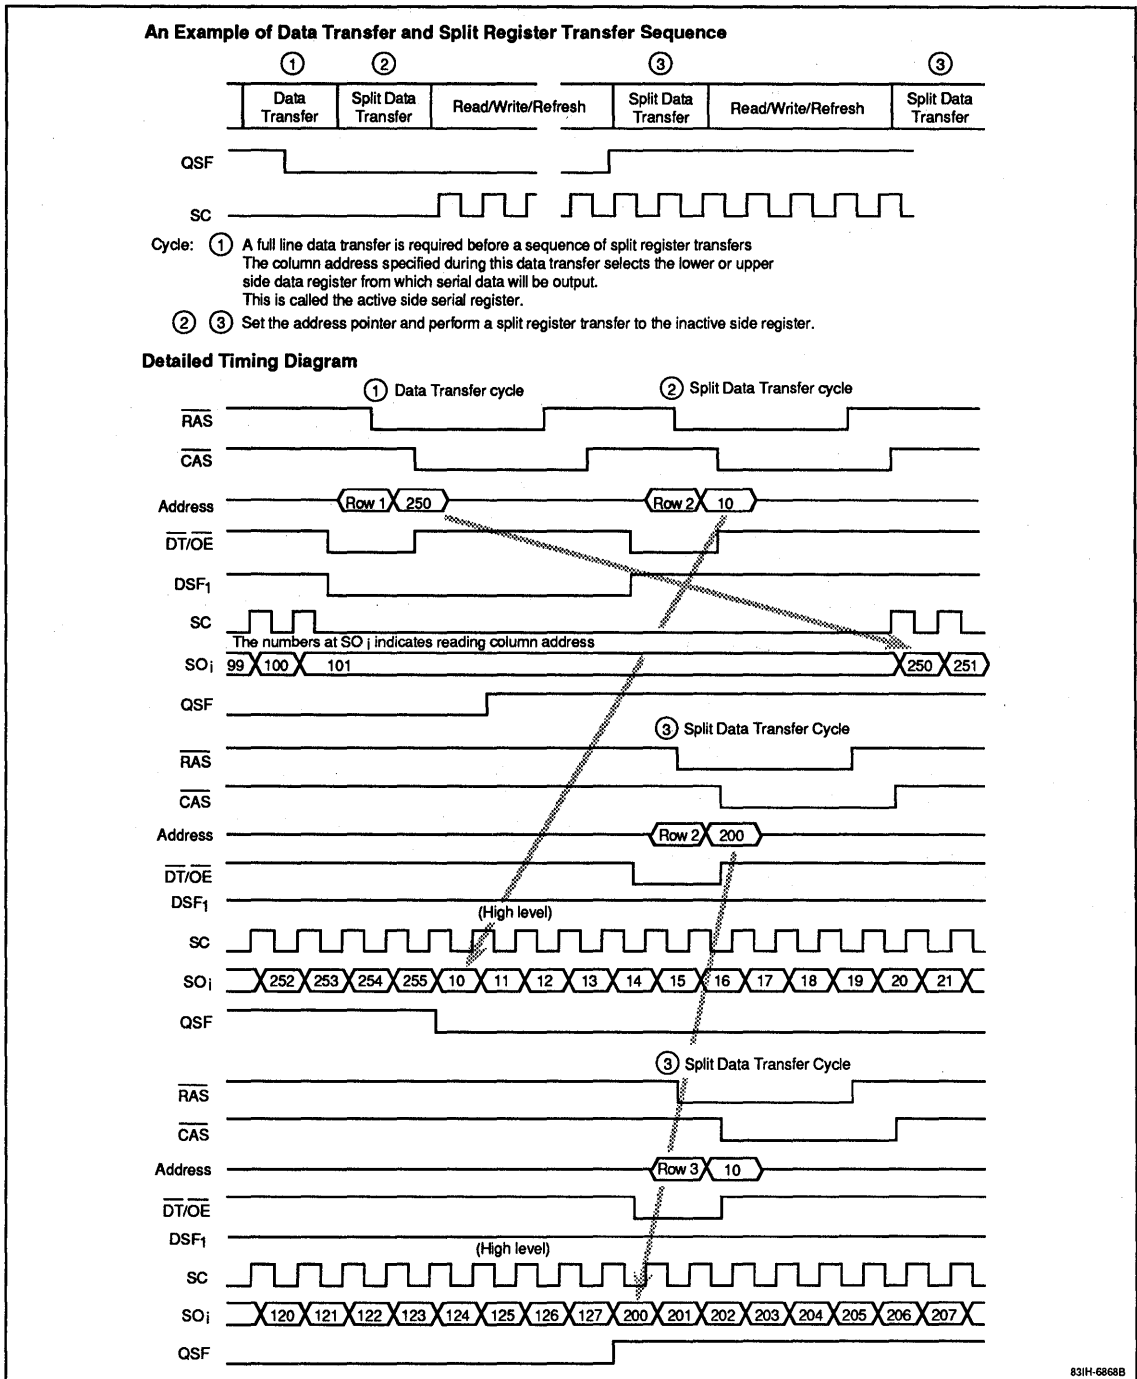 An Example of Data Transfer and Split Register Transfer Sequence
① ② ③ ③
Data Transfer
Split Data Transfer
Read/Write/Refresh
Split Data Transfer
Read/Write/Refresh
Split Data Transfer
QSF
SC
Cycle: ① A full line data transfer is required before a sequence of split register transfers
The column address specified during this data transfer selects the lower or upper
side data register from which serial data will be output.
This is called the active side serial register.
② ③ Set the address pointer and perform a split register transfer to the inactive side register.
Detailed Timing Diagram
① Data Transfer cycle ② Split Data Transfer cycle
RAS
CAS
Address Row 1 250 Row 2 10
DT/OE
DSF1
SC
The numbers at SO i indicates reading column address
SOi 99 100 101 250 251
QSF
③ Split Data Transfer Cycle
RAS
CAS
Address Row 2 200
DT/OE
DSF1
(High level)
SC
SOi 252 253 254 255 10 11 12 13 14 15 16 17 18 19 20 21
QSF
③ Split Data Transfer Cycle
RAS
CAS
Address Row 3 10
DT/OE
DSF1
(High level)
SC
SOi 120 121 122 123 124 125 126 127 200 201 202 203 204 205 206 207
QSF
83IH-6868B